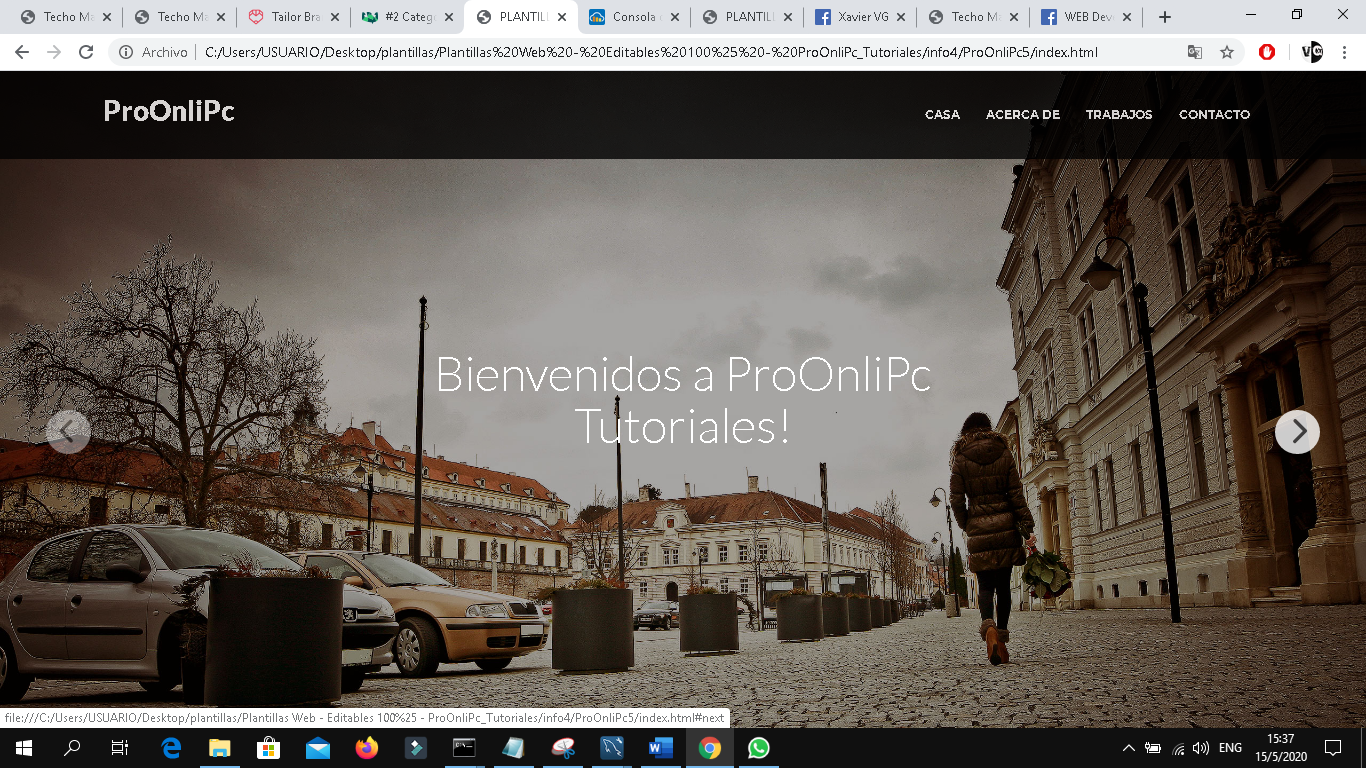 Techo Ma
Techo Ma
Tailor Bra
#2 Categ
PLANTILL
Consola
PLANTILL
Xavier VG
Techo Ma
WEB Deve
Archivo
C:/Users/USUARIO/Desktop/plantillas/Plantillas%20Web%20-%20Editables%20100%25%20-%20ProOnliPc_Tutoriales/info4/ProOnliPc5/index.html
ProOnliPc
CASA ACERCA DE TRABAJOS CONTACTO
Bienvenidos a ProOnliPc
Tutoriales!
file:///C:/Users/USUARIO/Desktop/plantillas/Plantillas Web - Editables 100%25 - ProOnliPc_Tutoriales/info4/ProOnliPc5/index.html#next
ENG
15:37
15/5/2020